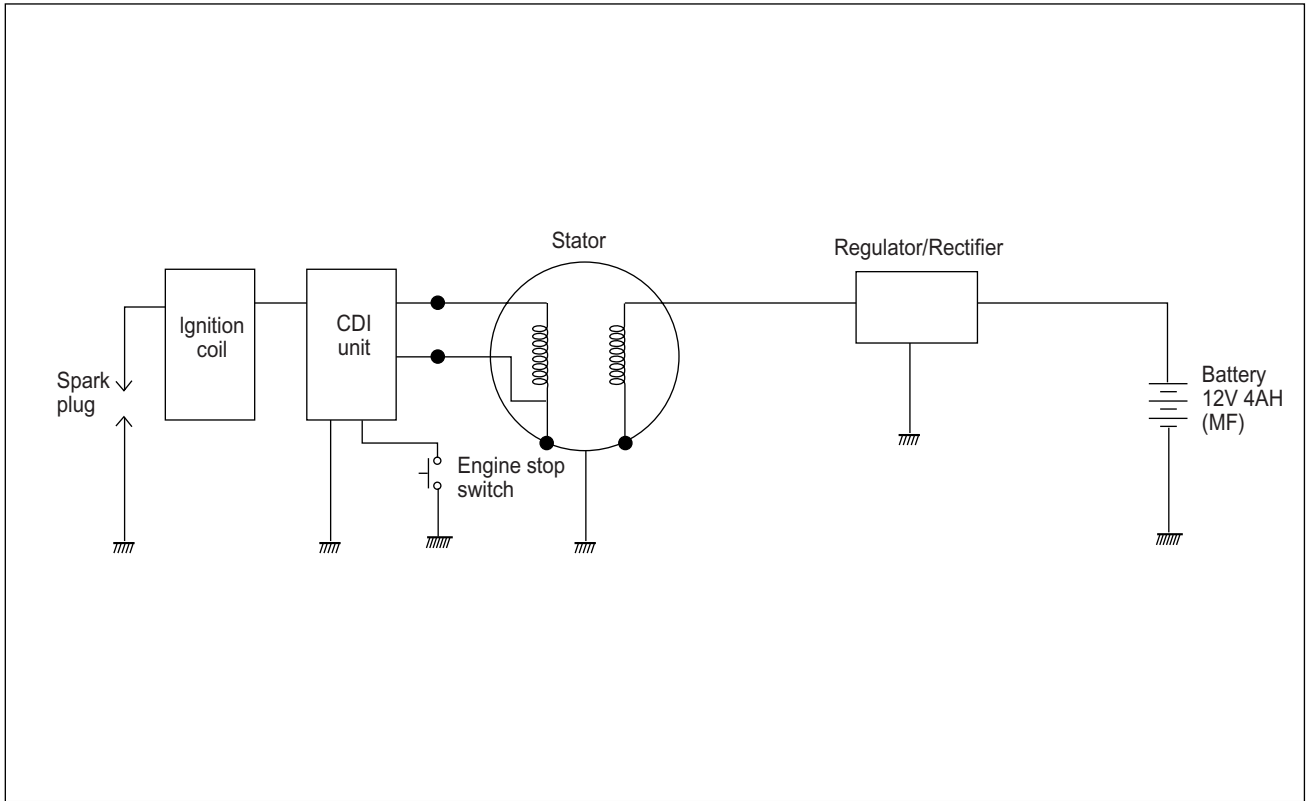 Stator
Regulator/Rectifier
Ignition
coil
CDI
unit
Spark
plug
Engine stop
switch
Battery
12V 4AH
(MF)